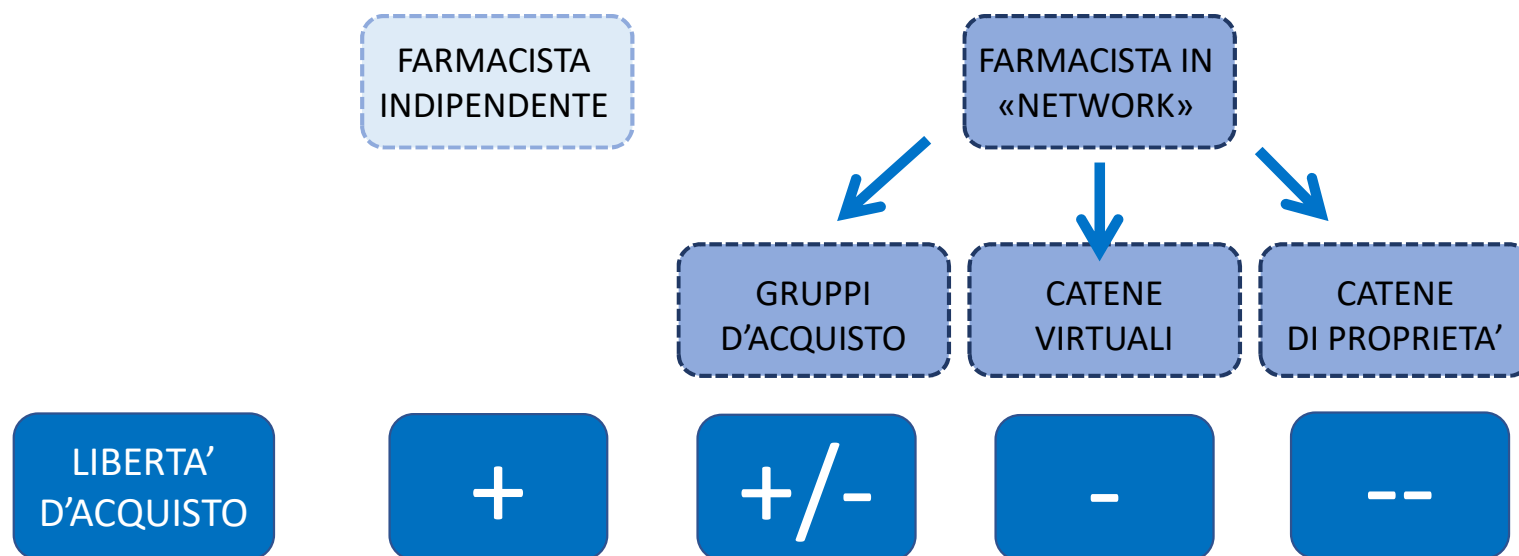 FARMACISTA
INDIPENDENTE
FARMACISTA IN
«NETWORK»
GRUPPI
D’ACQUISTO
CATENE
VIRTUALI
CATENE
DI PROPRIETA’
LIBERTA’
D’ACQUISTO
+
+/-
-
--